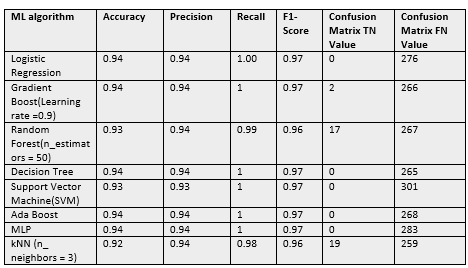 ML algorithm Accuracy Precision Recall F1- Confusion Confusion
Score Matrix TN Matrix FN
Value Value
Logistic 0.94 0.94 1.00 0.97 0 276
Regression
Gradient 0.94 0.94 1 0.97 2 266
Boost(Learning
rate =0.9)
Random 0.93 0.94 0.99 0.96 17 267
Forest(n_estimat
ors = 50)
Decision Tree 0.94 0.94 1 0.97 0 265
Support Vector 0.93 0.93 1 0.97 0 301
Machine(SVM)
Ada Boost 0.94 0.94 1 0.97 0 268
MLP 0.94 0.94 1 0.97 0 283
kNN (n_ 0.92 0.94 0.98 0.96 19 259
neighbors = 3)